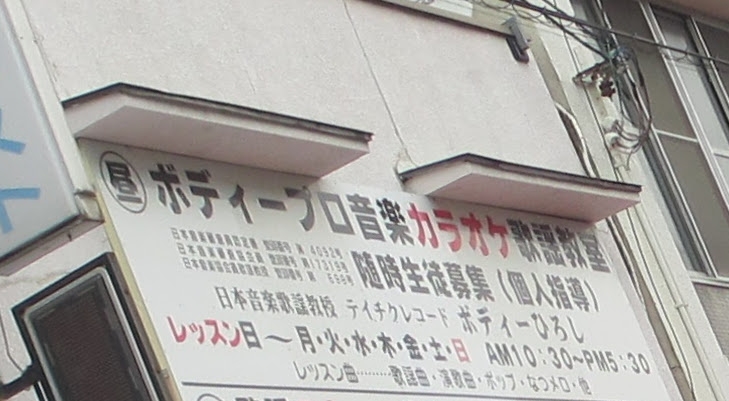 昼 ボディープロ音楽カラオケ歌謡教室
随時生徒募集(個人指導)
日本音楽歌謡教授 テイチクレコード ボディーひろし
レッスン日〜月・火・水・木・金・土・日 AM10:30〜PM5:30
レッスン曲………歌謡曲・演歌曲・ポップ・なつメロ・他